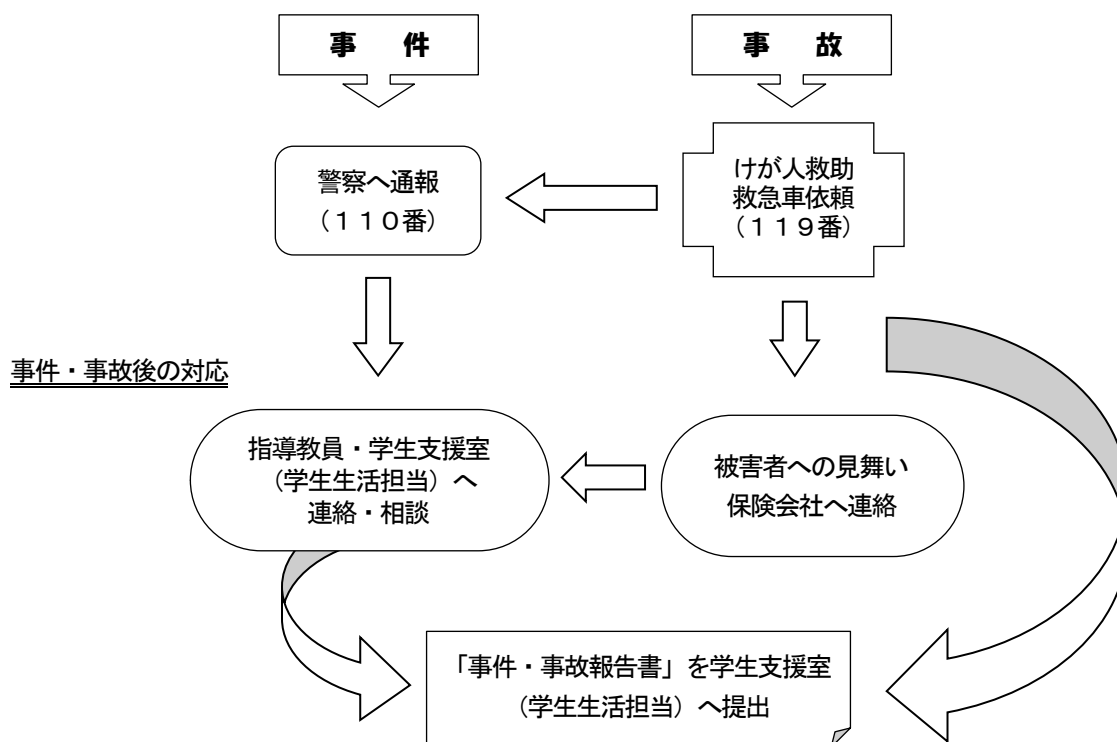 事　件
事　故
警察へ通報
（１１０番）
けが人救助
救急車依頼
（１１９番）
事件・事故後の対応
指導教員・学生支援室
（学生生活担当）へ
連絡・相談
被害者への見舞い
保険会社へ連絡
「事件・事故報告書」を学生支援室
（学生生活担当）へ提出